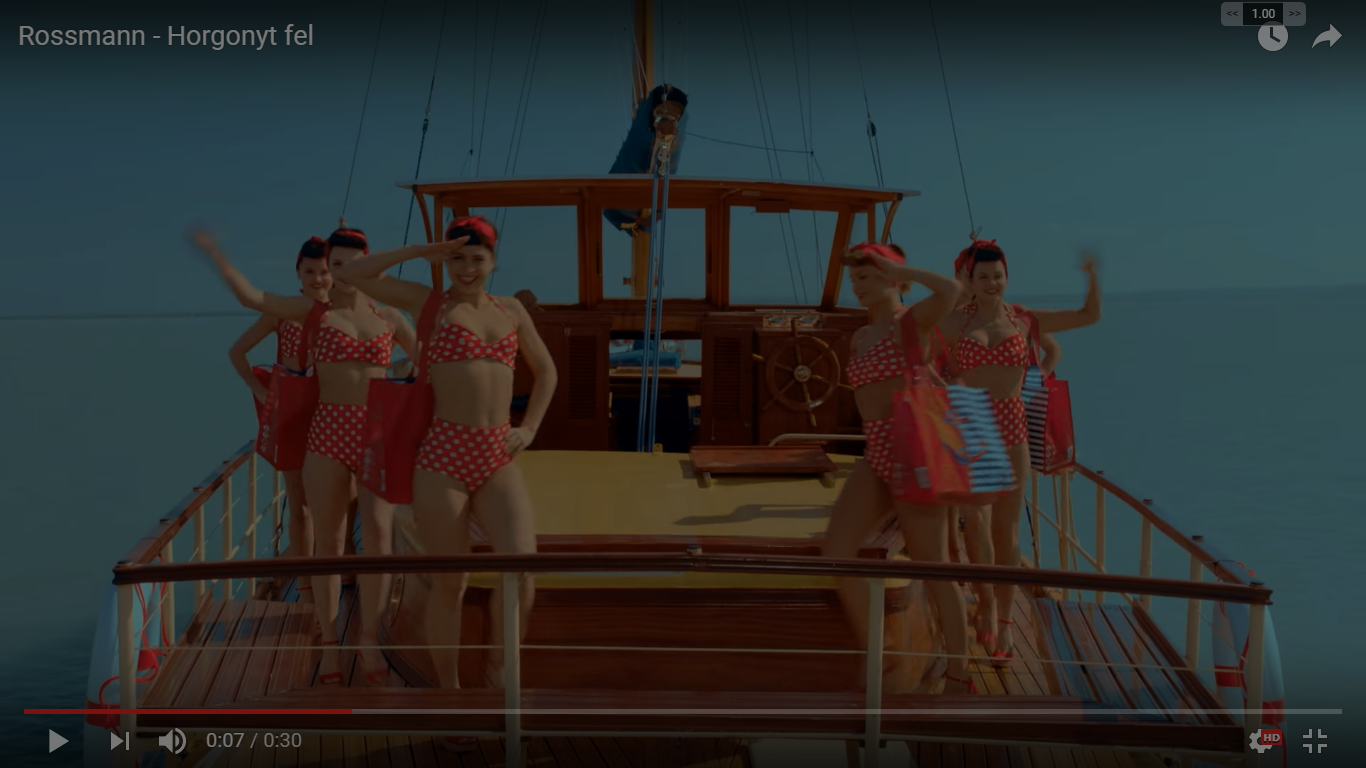 << 1.00 >>
Rossmann - Horgonyt fel
0:07 / 0:30
HD